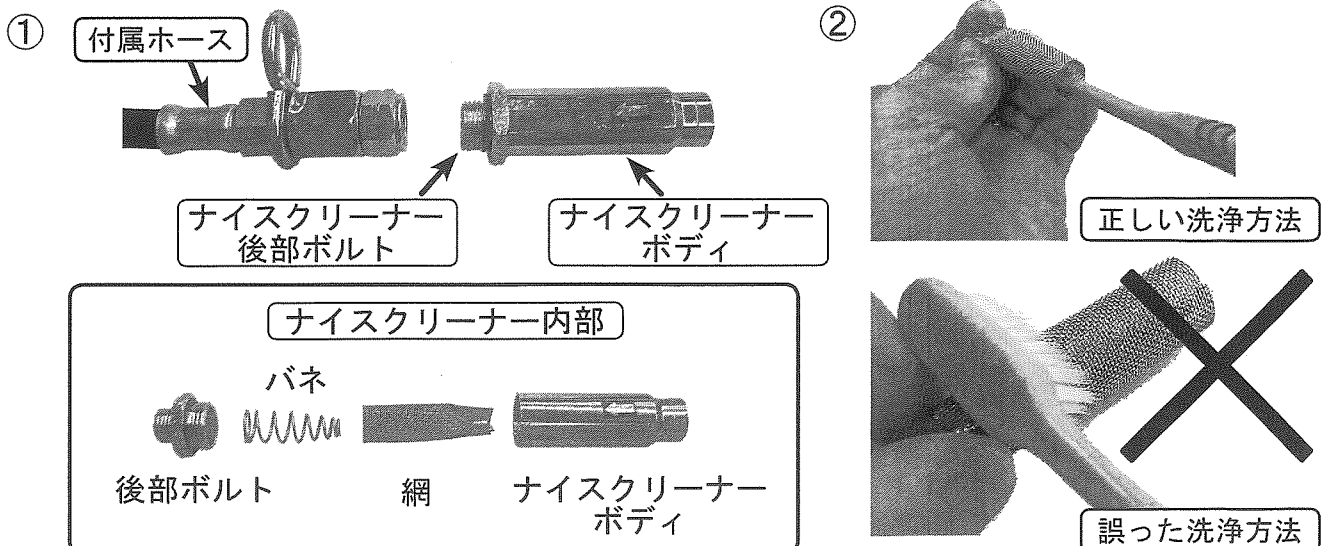 ①
付属ホース
ナイスクリーナー
後部ボルト
ナイスクリーナー
ボディ
ナイスクリーナー内部
バネ
後部ボルト
網
ナイスクリーナー
ボディ
②
正しい洗浄方法
誤った洗浄方法